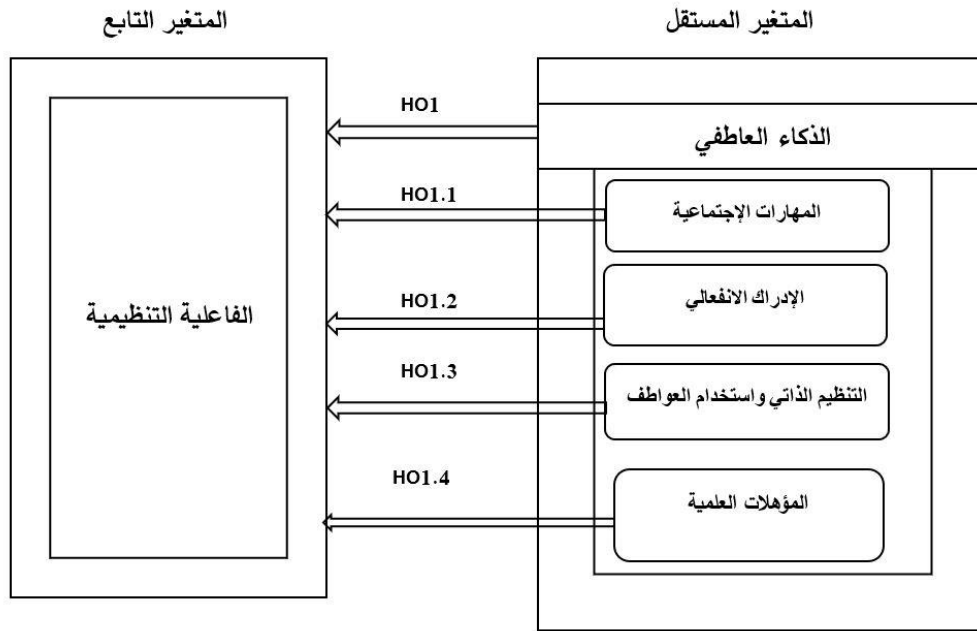 المتغير المستقل
المتغير التابع
HO1
الذكاء العاطفي
HO1.1
المهارات الإجتماعية
HO1.2
الإدراك الانفعالي
الفاعلية التنظيمية
HO1.3
التنظيم الذاتي واستخدام العواطف
HO1.4
المؤهلات العلمية